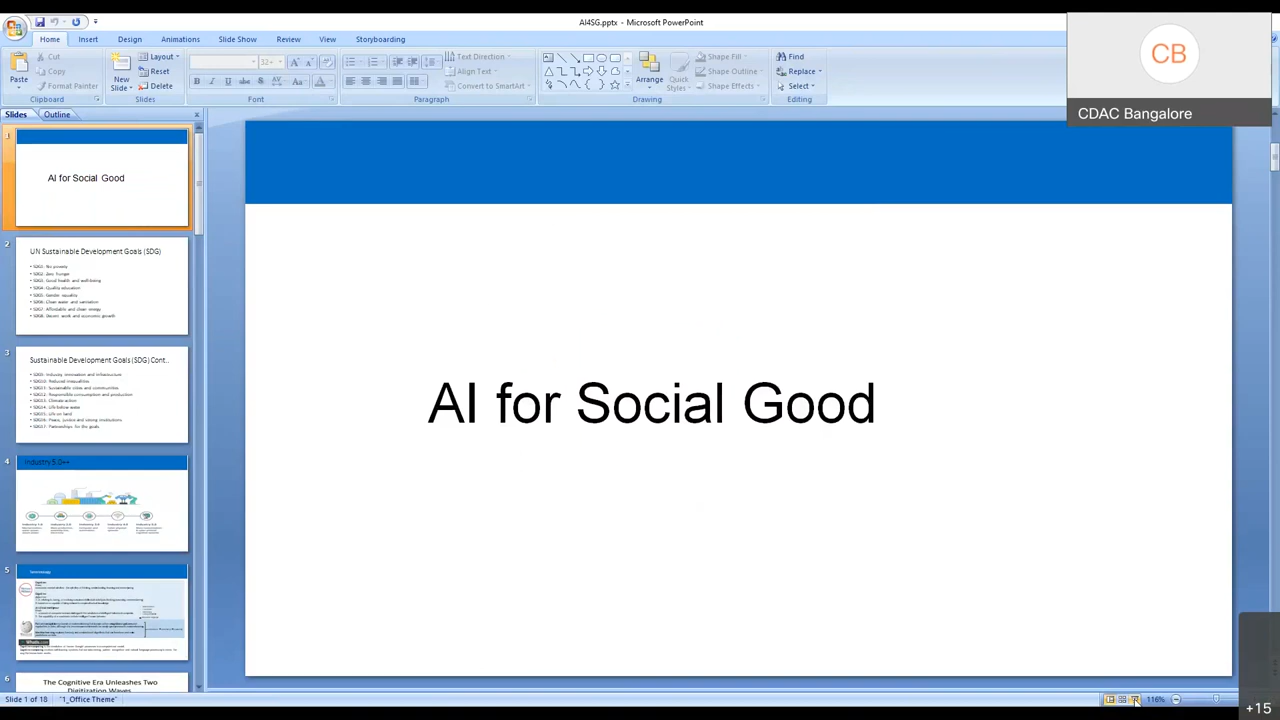 AI4SG.pptx - Microsoft PowerPoint
Home Insert Design Animations Slide Show Review View Storyboarding
Cut
Copy
Format Painter
Paste
Clipboard
New
Slide
Layout
Reset
Delete
Slides
32
Font
Text Direction
Align Text
Convert to SmartArt
Paragraph
Arrange
Quick
Styles
Shape Fill
Shape Outline
Shape Effects
Drawing
Find
Replace
Select
Editing
CB
CDAC Bangalore
Slides Outline
1
AI for Social Good
2
UN Sustainable Development Goals (SDG)
SDG1: No poverty
SDG2: Zero hunger
SDG3: Good health and well-being
SDG4: Quality education
SDG5: Gender equality
SDG6: Clean water and sanitation
SDG7: Affordable and clean energy
SDG8: Decent work and economic growth
3
Sustainable Development Goals (SDG) Cont..
SDG9: Industry, innovation and infrastructure
SDG10: Reduced inequalities
SDG11: Sustainable cities and communities
SDG12: Responsible consumption and production
SDG13: Climate action
SDG14: Life below water
SDG15: Life on land
SDG16: Peace, justice and strong institutions
SDG17: Partnerships for the goals
4
Industry 5.0++
5
6
The Cognitive Era Unleashes Two
Digitization Waves
AI for Social Good
Slide 1 of 18
"1_Office Theme"
116%
+15